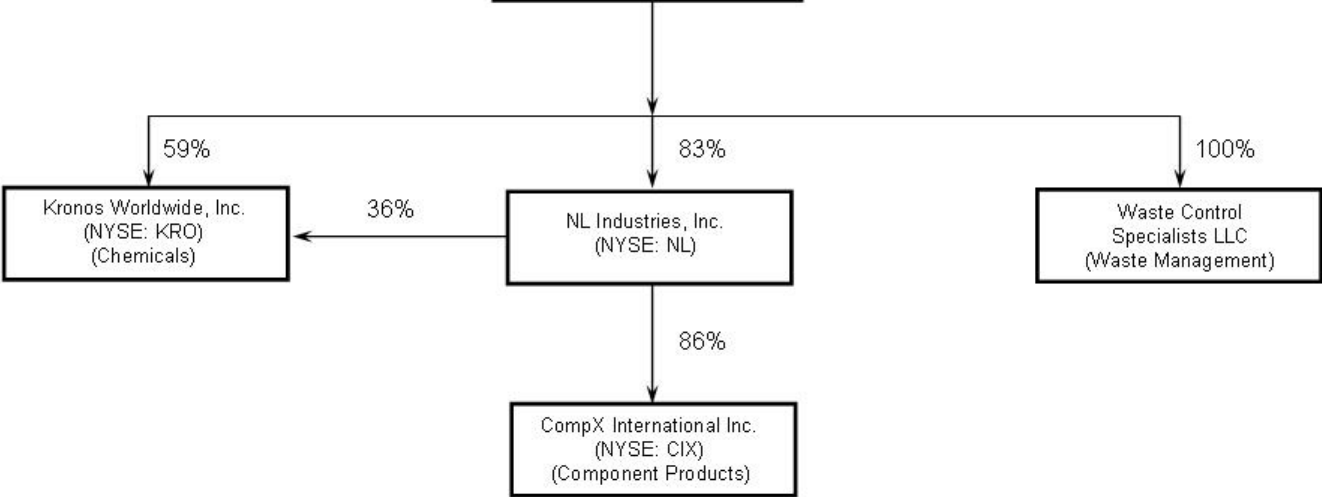 59%
83%
100%
Kronos Worldwide, Inc.
(NYSE: KRO)
(Chemicals)
36%
NL Industries, Inc.
(NYSE: NL)
Waste Control
Specialists LLC
(Waste Management)
86%
CompX International Inc.
(NYSE: CIX)
(Component Products)